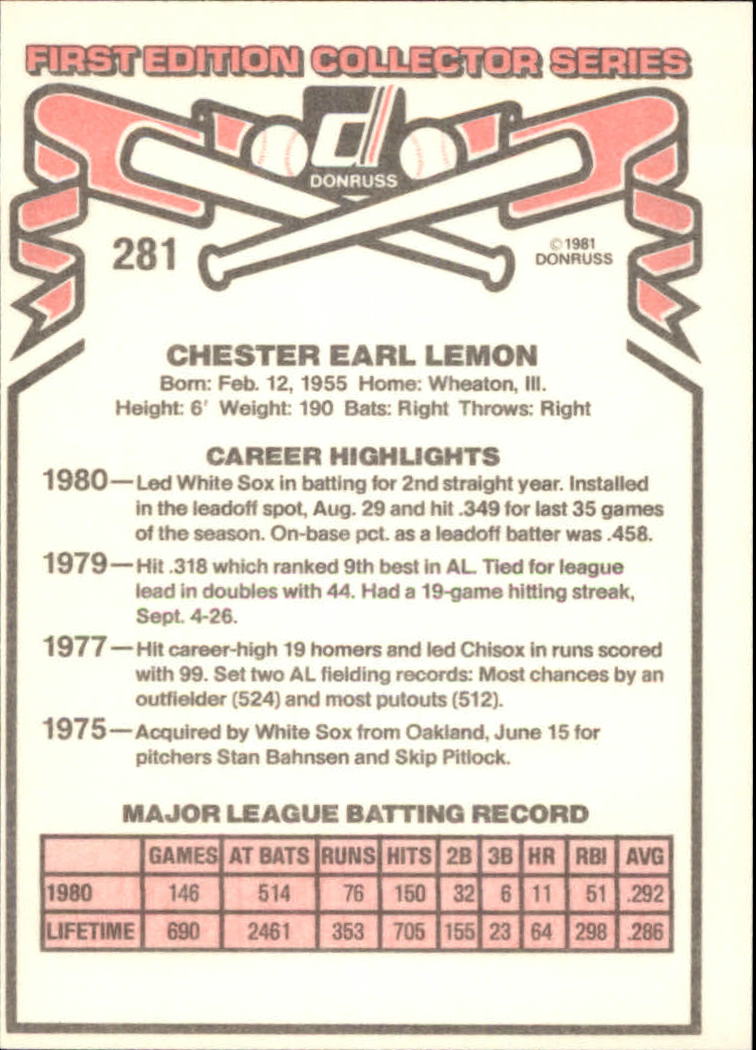 FIRST EDITION COLLECTOR SERIES
d
DONRUSS
281
© 1981
DONRUSS
CHESTER EARL LEMON
Born: Feb. 12, 1955 Home: Wheaton, Ill.
Height: 6' Weight: 190 Bats: Right Throws: Right
CAREER HIGHLIGHTS
1980—Led White Sox in batting for 2nd straight year. Installed
in the leadoff spot, Aug. 29 and hit .349 for last 35 games
of the season. On-base pct. as a leadoff batter was .458.
1979—Hit .318 which ranked 9th best in AL. Tied for league
lead in doubles with 44. Had a 19-game hitting streak,
Sept. 4-26.
1977—Hit career-high 19 homers and led Chisox in runs scored
with 99. Set two AL fielding records: Most chances by an
outfielder (524) and most putouts (512).
1975—Acquired by White Sox from Oakland, June 15 for
pitchers Stan Bahnsen and Skip Pitlock.
MAJOR LEAGUE BATTING RECORD
GAMES AT BATS RUNS HITS 2B 3B HR RBI AVG
1980 146 514 76 150 32 6 11 51 .292
LIFETIME 690 2461 353 705 155 23 64 298 .286